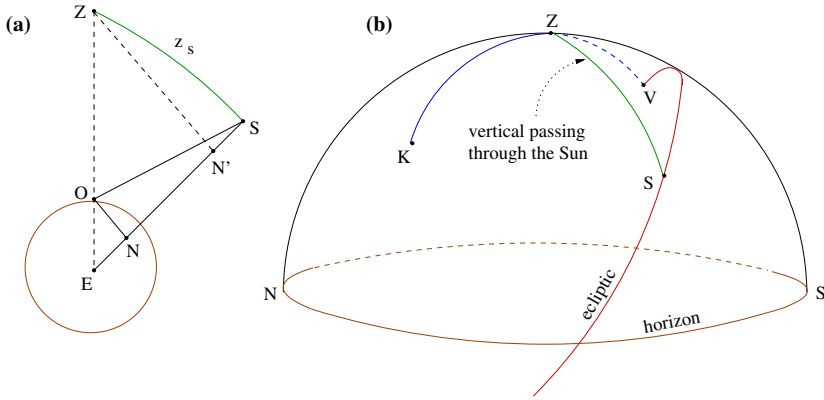 (a)
Z
z s
S
N'
O
N
E
(b)
Z
V
vertical passing
through the Sun
K
S
N
S
ecliptic
horizon